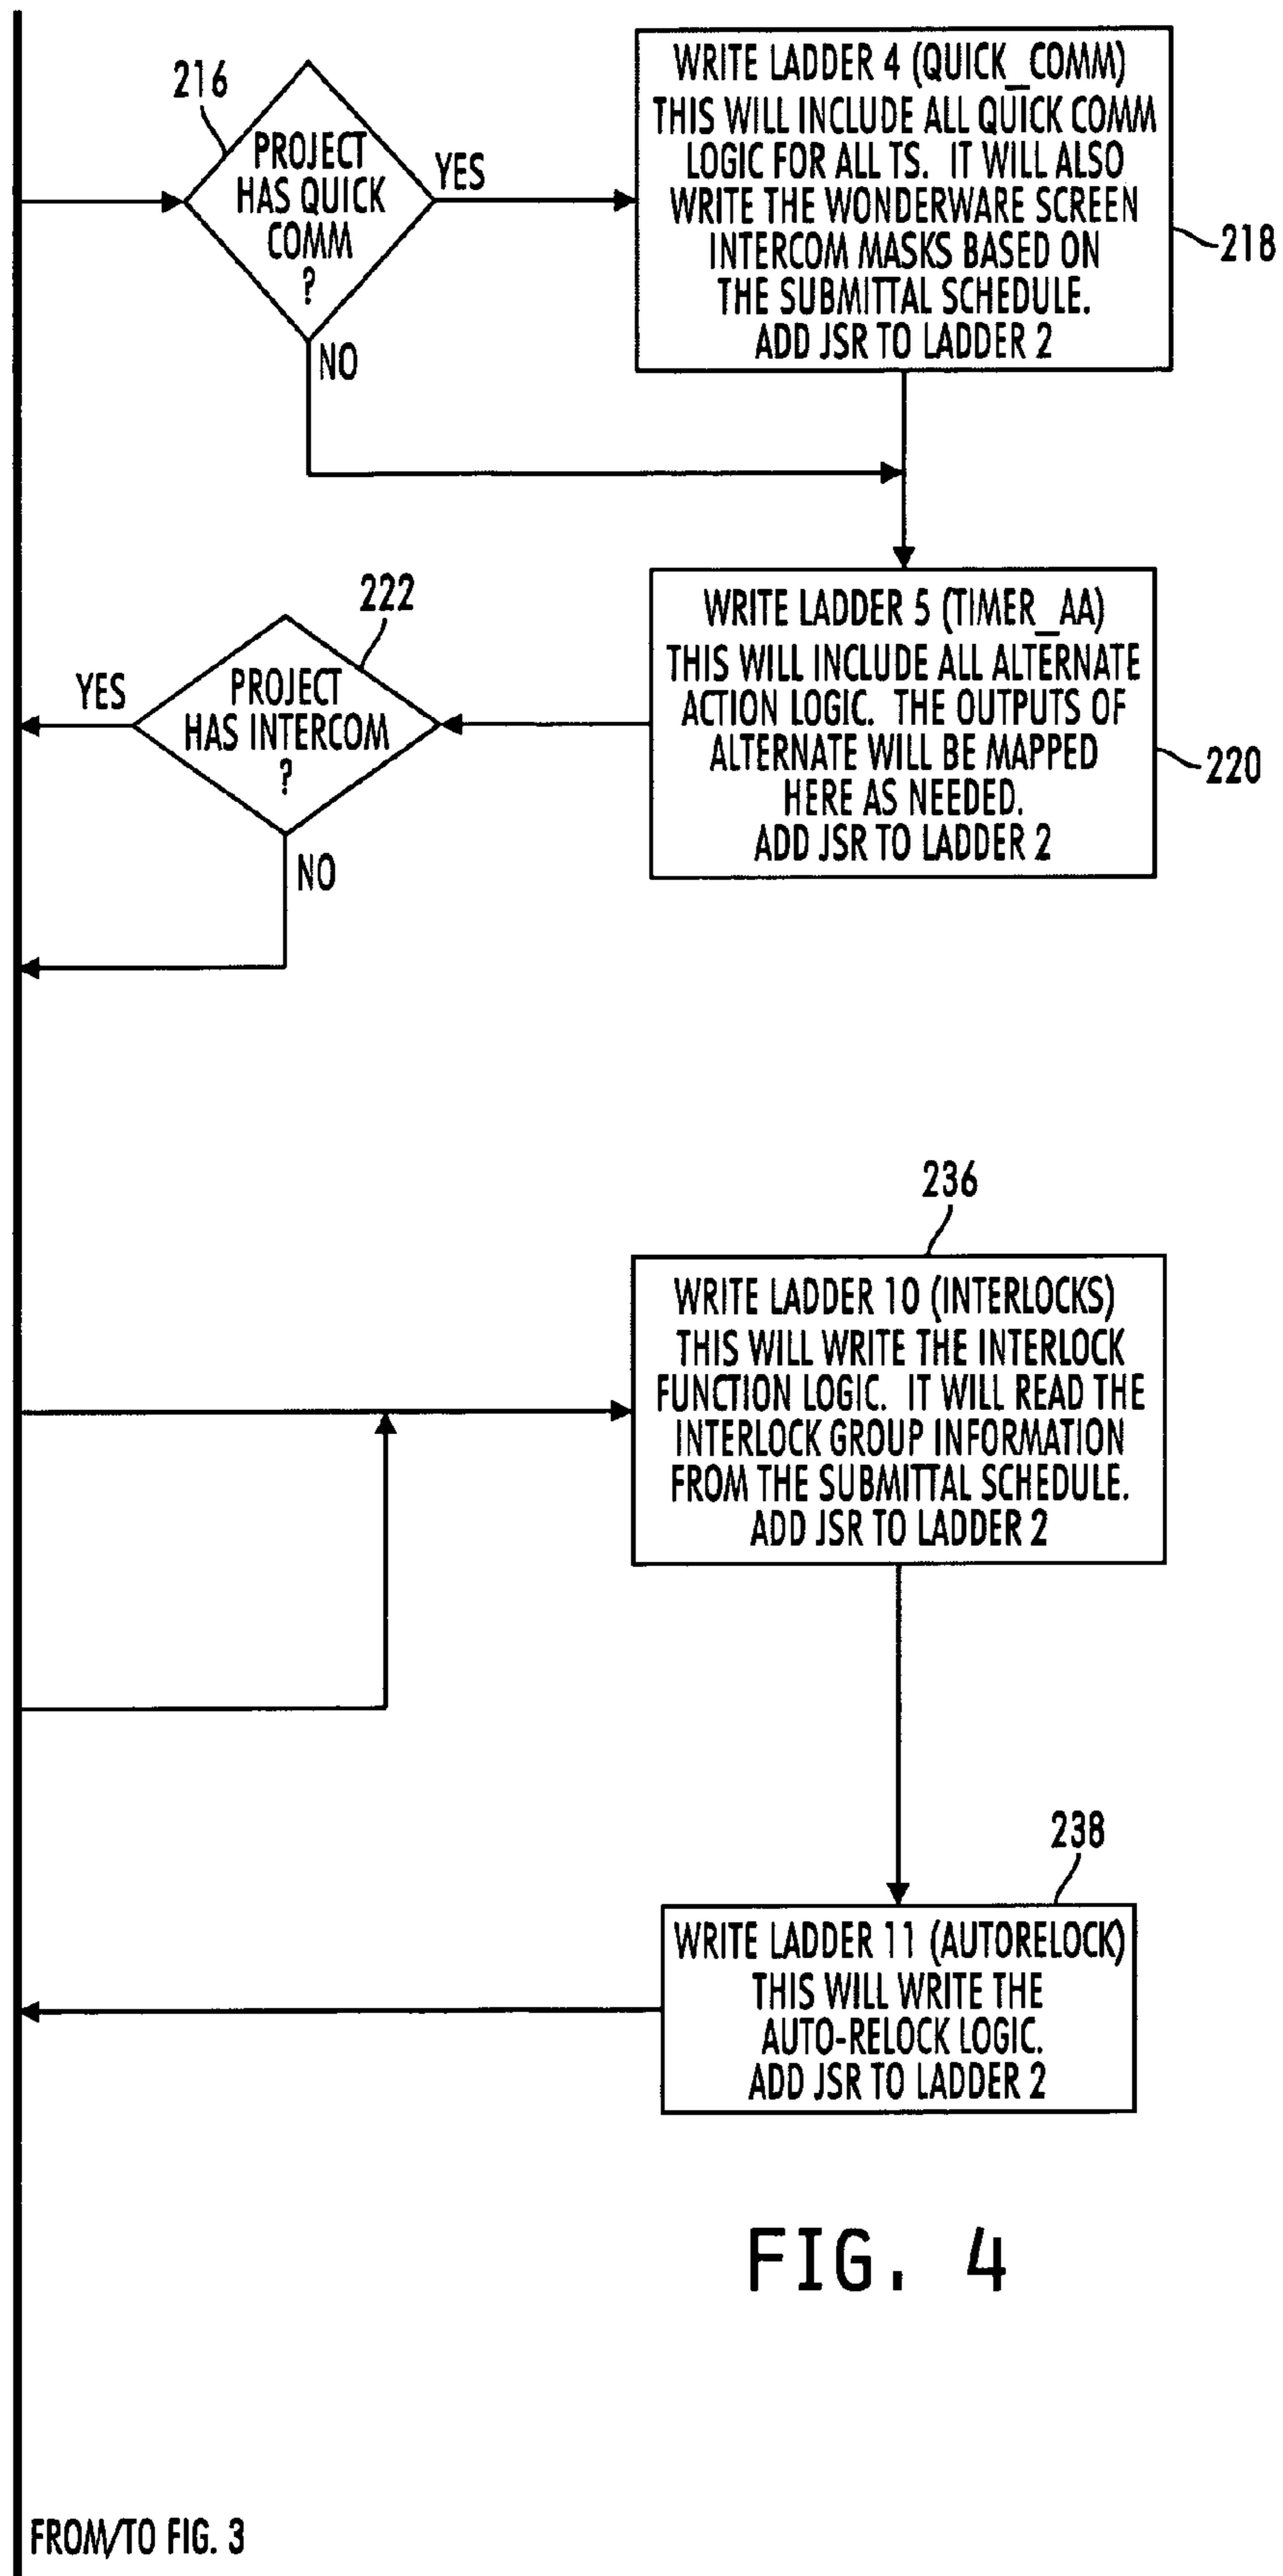 216
PROJECT
HAS QUICK
COMM
?
YES
NO
WRITE LADDER 4 (QUICK_COMM)
THIS WILL INCLUDE ALL QUICK COMM
LOGIC FOR ALL TS. IT WILL ALSO
WRITE THE WONDERWARE SCREEN
INTERCOM MASKS BASED ON
THE SUBMITTAL SCHEDULE.
ADD JSR TO LADDER 2
218
222
YES
PROJECT
HAS INTERCOM
?
NO
WRITE LADDER 5 (TIMER_AA)
THIS WILL INCLUDE ALL ALTERNATE
ACTION LOGIC. THE OUTPUTS OF
ALTERNATE WILL BE MAPPED
HERE AS NEEDED.
ADD JSR TO LADDER 2
220
236
WRITE LADDER 10 (INTERLOCKS)
THIS WILL WRITE THE INTERLOCK
FUNCTION LOGIC. IT WILL READ THE
INTERLOCK GROUP INFORMATION
FROM THE SUBMITTAL SCHEDULE.
ADD JSR TO LADDER 2
238
WRITE LADDER 11 (AUTORELOCK)
THIS WILL WRITE THE
AUTO-RELOCK LOGIC.
ADD JSR TO LADDER 2
FIG. 4
FROM/TO FIG. 3